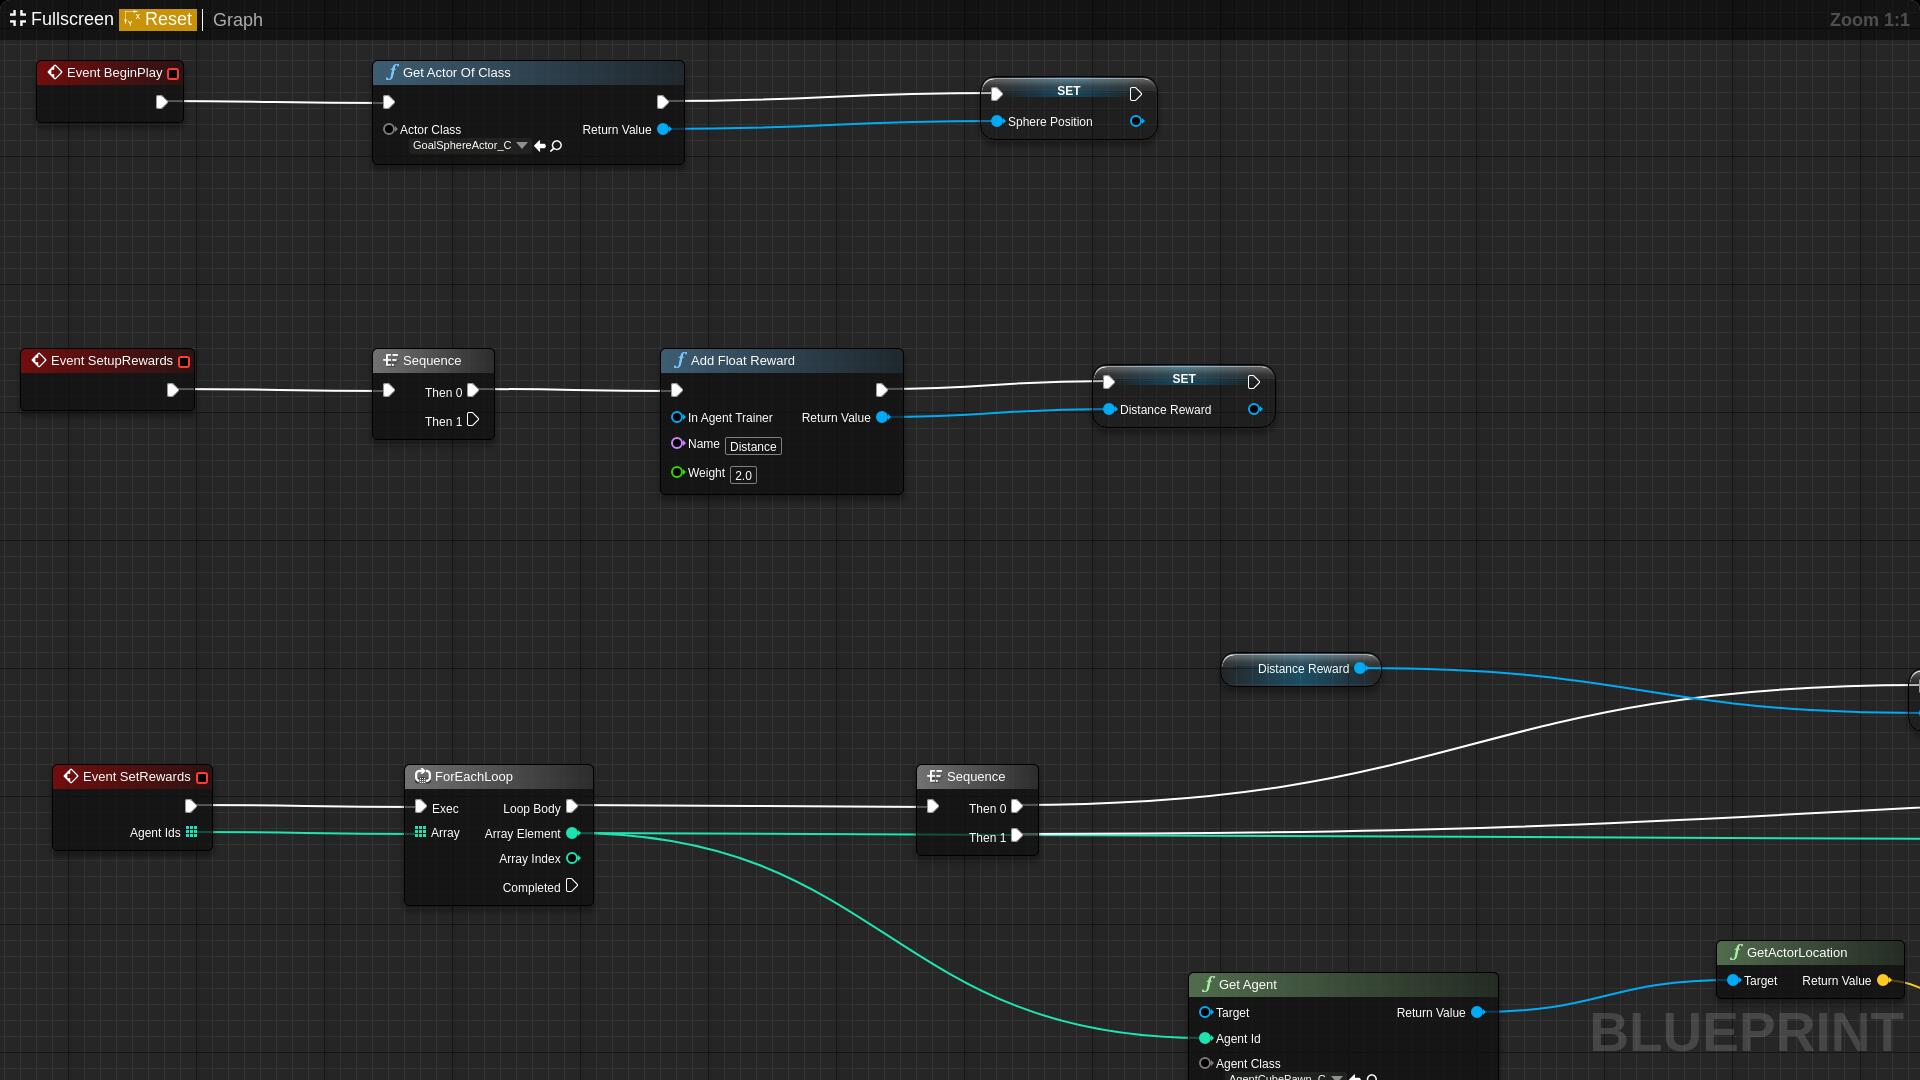 Fullscreen Reset Graph Zoom 1:1
Event BeginPlay
Get Actor Of Class
Actor Class
GoalSphereActor_C
Return Value
SET
Sphere Position
Event SetupRewards
Sequence
Then 0
Then 1
Add Float Reward
In Agent Trainer
Return Value
Name Distance
Weight 2.0
SET
Distance Reward
Distance Reward
Event SetRewards
Agent Ids
ForEachLoop
Exec
Loop Body
Array
Array Element
Array Index
Completed
Sequence
Then 0
Then 1
Get Agent
Target
Return Value
Agent Id
Agent Class
AgentCubePawn_C
GetActorLocation
Target
Return Value
BLUEPRINT